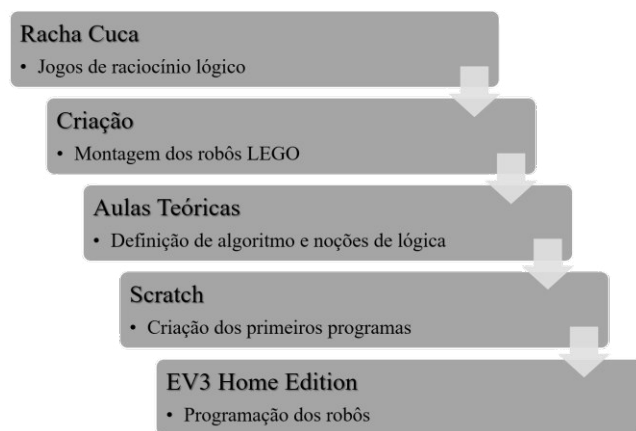 Racha Cuca
• Jogos de raciocínio lógico
Criação
• Montagem dos robôs LEGO
Aulas Teóricas
• Definição de algoritmo e noções de lógica
Scratch
• Criação dos primeiros programas
EV3 Home Edition
• Programação dos robôs